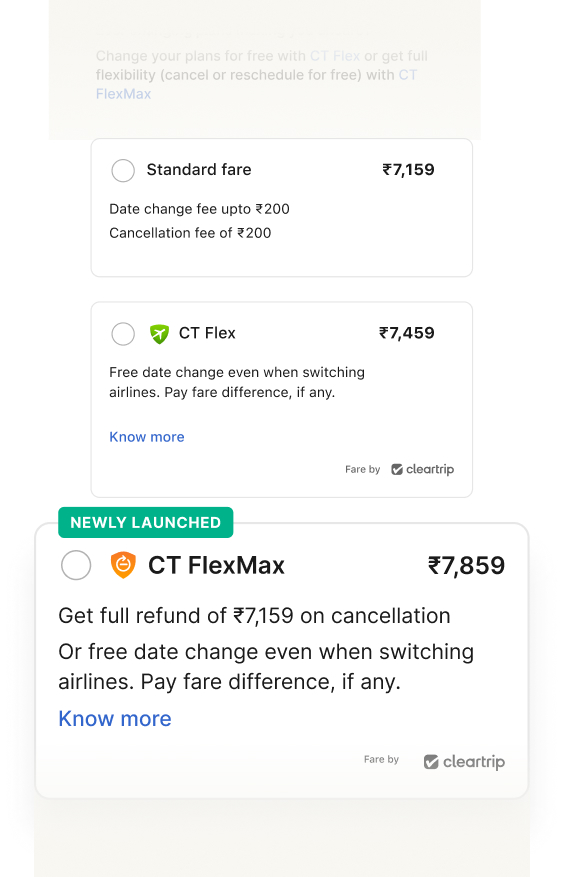 Change your plans for free with CT Flex or get full
flexibility (cancel or reschedule for free) with CT
FlexMax
Standard fare ₹7,159
Date change fee upto ₹200
Cancellation fee of ₹200
CT Flex ₹7,459
Free date change even when switching
airlines. Pay fare difference, if any.
Know more
Fare by cleartrip
NEWLY LAUNCHED
CT FlexMax ₹7,859
Get full refund of ₹7,159 on cancellation
Or free date change even when switching
airlines. Pay fare difference, if any.
Know more
Fare by cleartrip